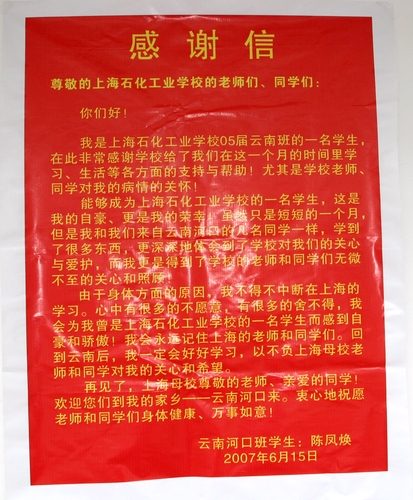 感谢信
尊敬的上海石化工业学校的老师们、同学们：
你们好！
我是上海石化工业学校05届云南班的一名学生，
在此非常感谢学校给了我们在这一个月的时间里学
习、生活等各方面的支持与帮助！尤其是学校老师、
同学对我的病情的关怀！
能够成为上海石化工业学校的一名学生，这是
我的自豪、更是我的荣幸！虽然只是短短的一个月，
但是我和我们来自云南河口的几名同学一样，学到
了很多东西，更深深地体会到了学校对我们的关心
与爱护，而我更是得到了学校的老师和同学们无微
不至的关心和照顾！
由于身体方面的原因，我不得不中断在上海的
学习。心中有很多的不愿意，有很多的舍不得，我会
会为我曾是上海石化工业学校的一名学生而感到自
豪和骄傲！我会永远记住上海的老师和同学们。回
到云南后，我一定会好好学习，以不负上海母校老
师和同学对我的关心和希望。
再见了，上海母校尊敬的老师、亲爱的同学！
欢迎您们到我的家乡——云南河口来。衷心地祝愿
老师和同学们身体健康、万事如意！
云南河口班学生：陈凤焕
2007年6月15日